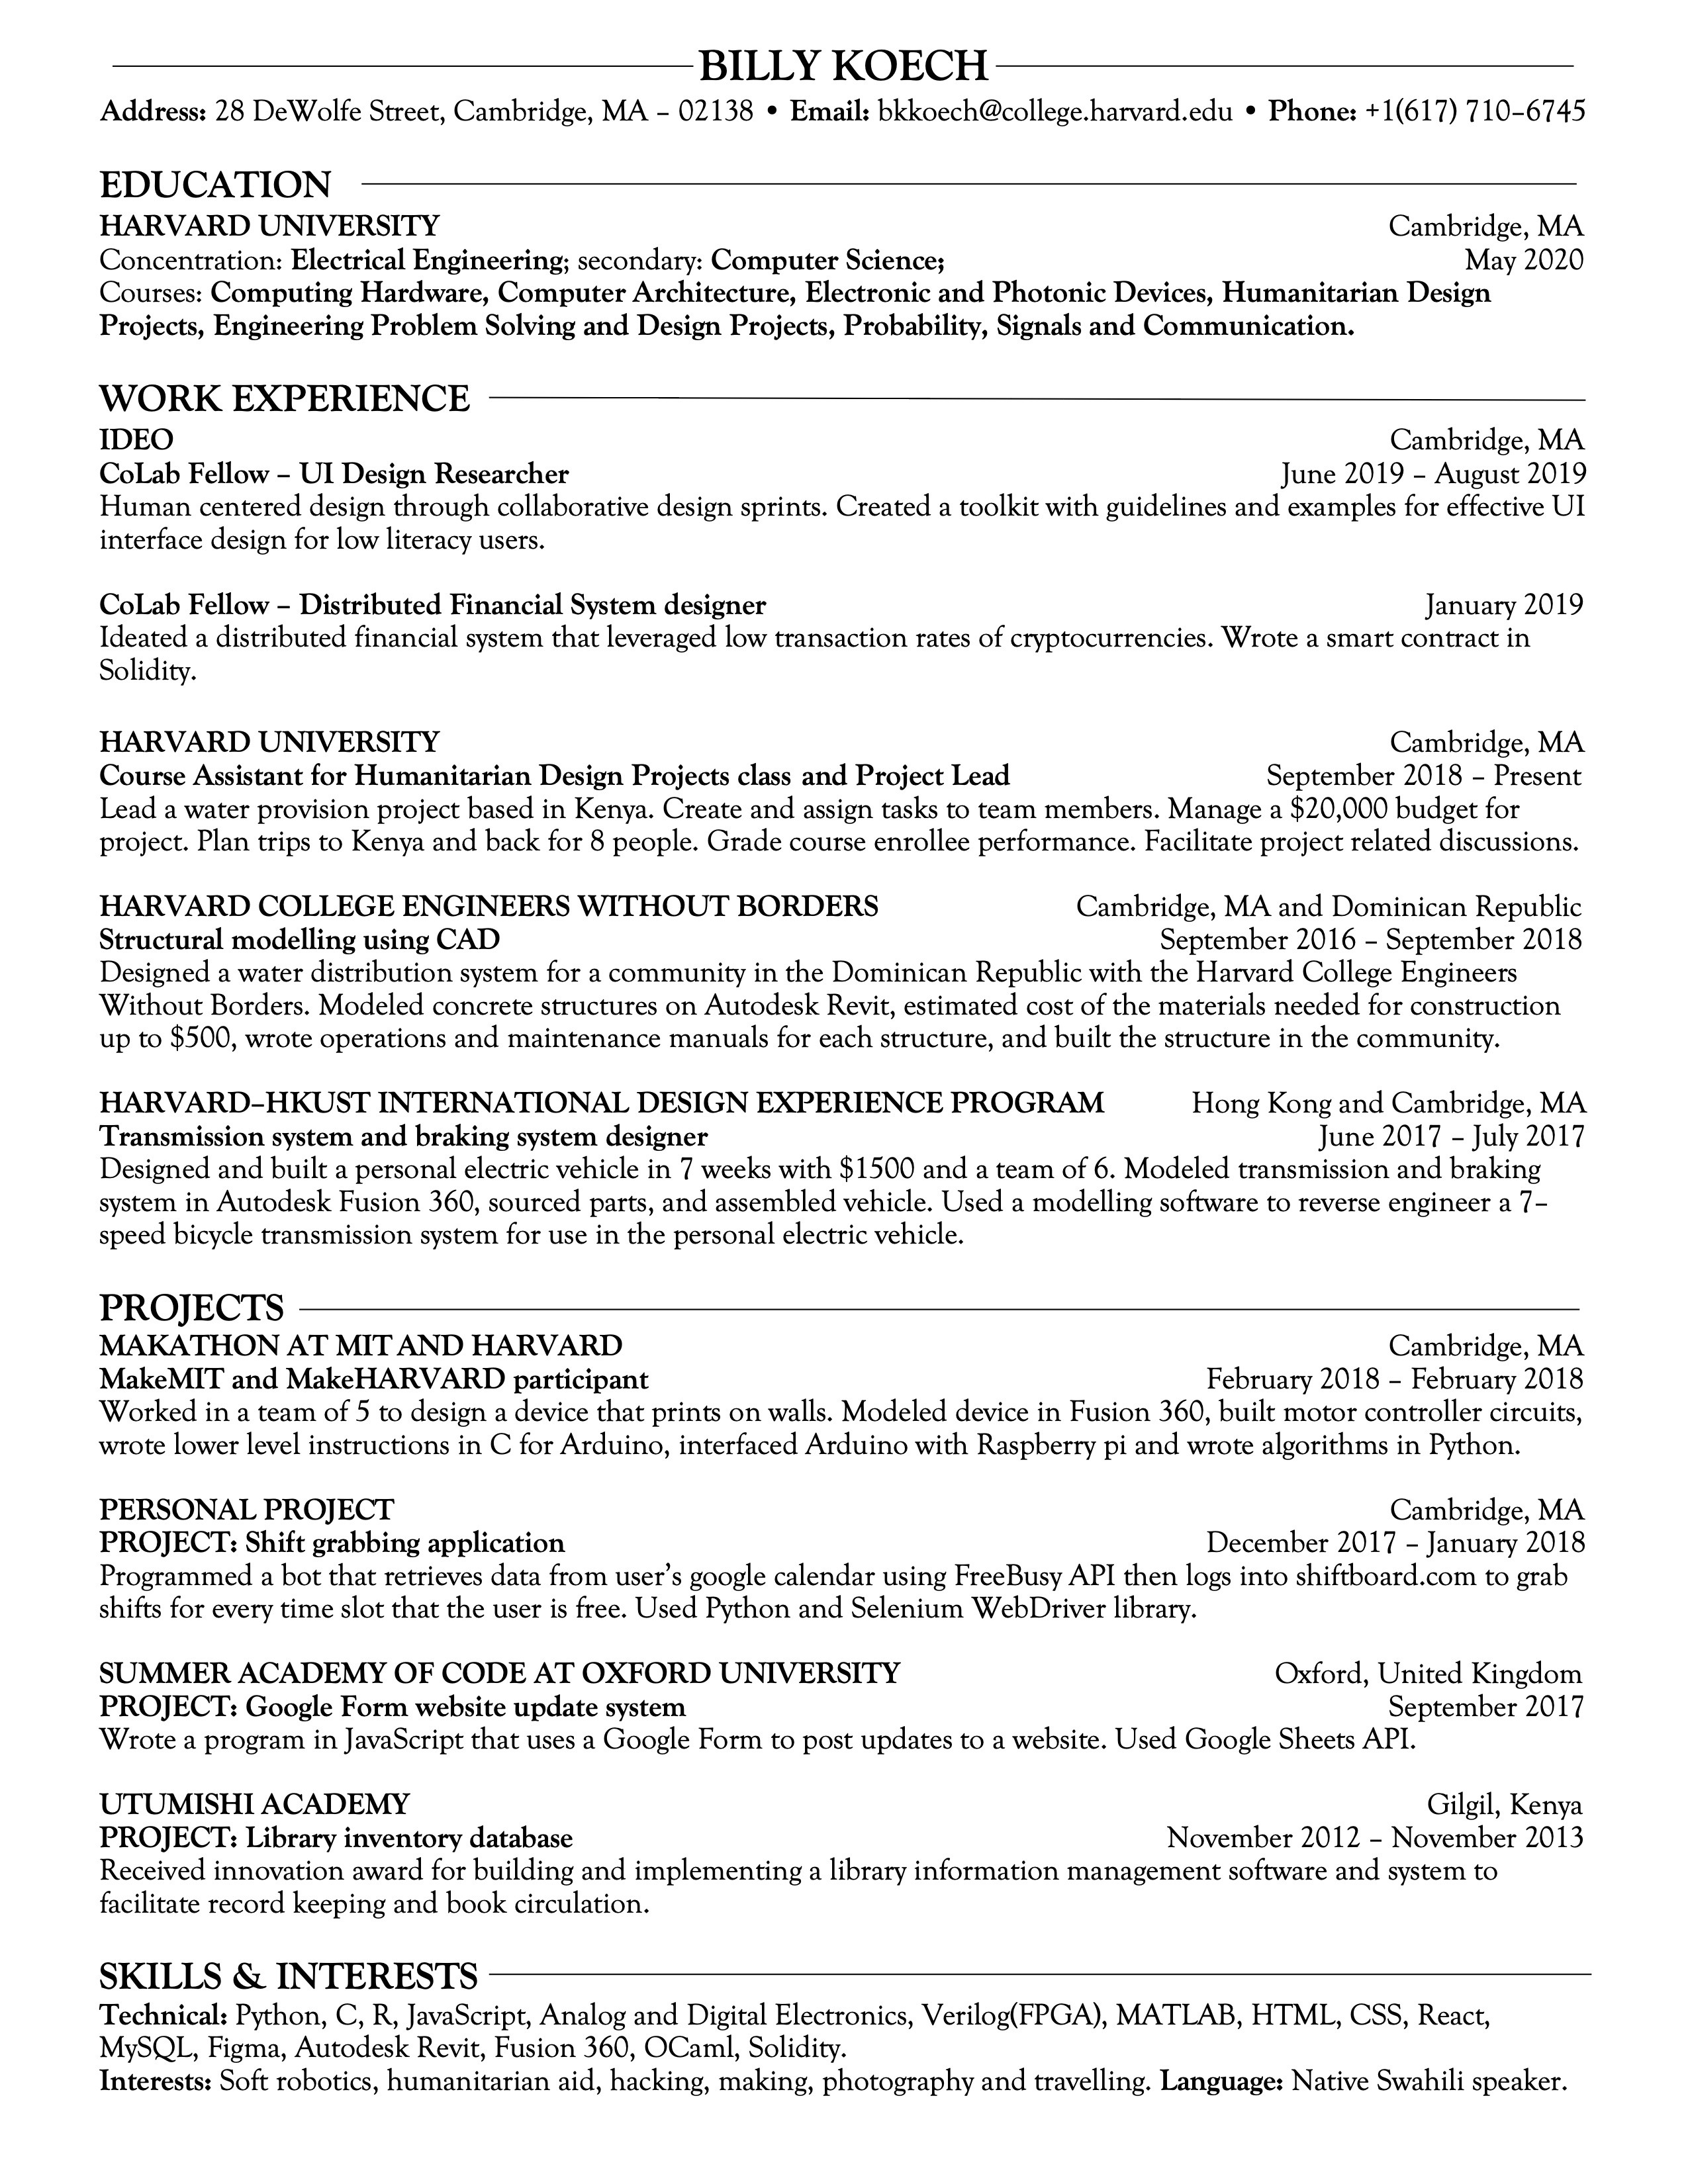 BILLY KOECH
Address: 28 DeWolfe Street, Cambridge, MA – 02138 • Email: bkkoech@college.harvard.edu • Phone: +1(617) 710-6745
EDUCATION
HARVARD UNIVERSITY Cambridge, MA
Concentration: Electrical Engineering; secondary: Computer Science; May 2020
Courses: Computing Hardware, Computer Architecture, Electronic and Photonic Devices, Humanitarian Design
Projects, Engineering Problem Solving and Design Projects, Probability, Signals and Communication.
WORK EXPERIENCE
IDEO Cambridge, MA
CoLab Fellow – UI Design Researcher June 2019 – August 2019
Human centered design through collaborative design sprints. Created a toolkit with guidelines and examples for effective UI
interface design for low literacy users.
CoLab Fellow – Distributed Financial System designer January 2019
Ideated a distributed financial system that leveraged low transaction rates of cryptocurrencies. Wrote a smart contract in
Solidity.
HARVARD UNIVERSITY Cambridge, MA
Course Assistant for Humanitarian Design Projects class and Project Lead September 2018 – Present
Lead a water provision project based in Kenya. Create and assign tasks to team members. Manage a $20,000 budget for
project. Plan trips to Kenya and back for 8 people. Grade course enrollee performance. Facilitate project related discussions.
HARVARD COLLEGE ENGINEERS WITHOUT BORDERS Cambridge, MA and Dominican Republic
Structural modelling using CAD September 2016 – September 2018
Designed a water distribution system for a community in the Dominican Republic with the Harvard College Engineers
Without Borders. Modeled concrete structures on Autodesk Revit, estimated cost of the materials needed for construction
up to $500, wrote operations and maintenance manuals for each structure, and built the structure in the community.
HARVARD-HKUST INTERNATIONAL DESIGN EXPERIENCE PROGRAM Hong Kong and Cambridge, MA
Transmission system and braking system designer June 2017 – July 2017
Designed and built a personal electric vehicle in 7 weeks with $1500 and a team of 6. Modeled transmission and braking
system in Autodesk Fusion 360, sourced parts, and assembled vehicle. Used a modelling software to reverse engineer a 7-
speed bicycle transmission system for use in the personal electric vehicle.
PROJECTS
MAKATHON AT MIT AND HARVARD Cambridge, MA
MakeMIT and MakeHARVARD participant February 2018 – February 2018
Worked in a team of 5 to design a device that prints on walls. Modeled device in Fusion 360, built motor controller circuits,
wrote lower level instructions in C for Arduino, interfaced Arduino with Raspberry pi and wrote algorithms in Python.
PERSONAL PROJECT Cambridge, MA
PROJECT: Shift grabbing application December 2017 – January 2018
Programmed a bot that retrieves data from user's google calendar using FreeBusy API then logs into shiftboard.com to grab
shifts for every time slot that the user is free. Used Python and Selenium WebDriver library.
SUMMER ACADEMY OF CODE AT OXFORD UNIVERSITY Oxford, United Kingdom
PROJECT: Google Form website update system September 2017
Wrote a program in JavaScript that uses a Google Form to post updates to a website. Used Google Sheets API.
UTUMISHI ACADEMY Gilgil, Kenya
PROJECT: Library inventory database November 2012 – November 2013
Received innovation award for building and implementing a library information management software and system to
facilitate record keeping and book circulation.
SKILLS & INTERESTS
Technical: Python, C, R, JavaScript, Analog and Digital Electronics, Verilog(FPGA), MATLAB, HTML, CSS, React,
MySQL, Figma, Autodesk Revit, Fusion 360, OCaml, Solidity.
Interests: Soft robotics, humanitarian aid, hacking, making, photography and travelling. Language: Native Swahili speaker.